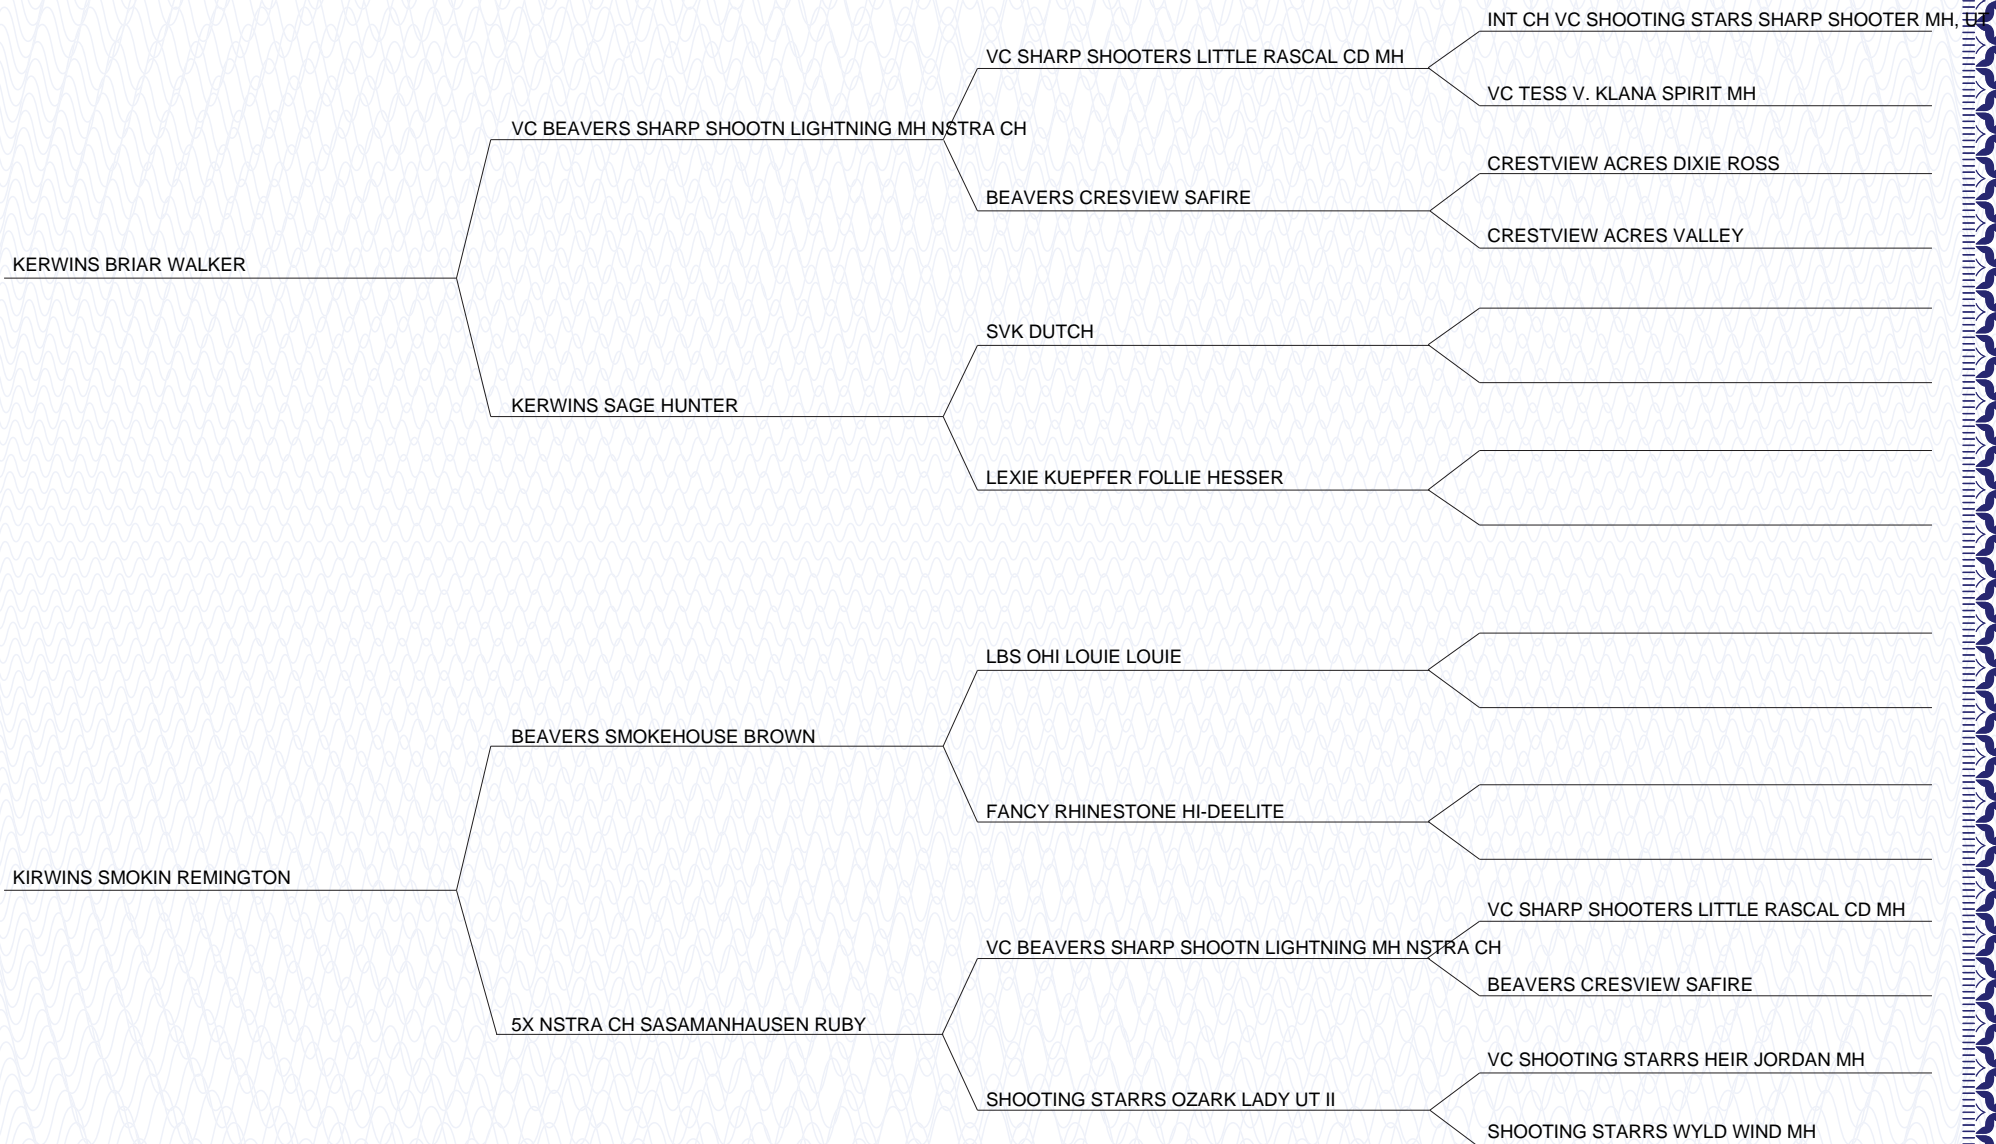 INT CH VC SHOOTING STARS SHARP SHOOTER MH, UT
VC SHARP SHOOTERS LITTLE RASCAL CD MH
VC TESS V. KLANA SPIRIT MH
VC BEAVERS SHARP SHOOTN LIGHTNING MH NSTRA CH
CRESTVIEW ACRES DIXIE ROSS
BEAVERS CRESVIEW SAFIRE
CRESTVIEW ACRES VALLEY
KERWINS BRIAR WALKER
SVK DUTCH
KERWINS SAGE HUNTER
LEXIE KUEPFER FOLLIE HESSER
LBS OHI LOUIE LOUIE
BEAVERS SMOKEHOUSE BROWN
FANCY RHINESTONE HI-DEELITE
KIRWINS SMOKIN REMINGTON
VC SHARP SHOOTERS LITTLE RASCAL CD MH
VC BEAVERS SHARP SHOOTN LIGHTNING MH NSTRA CH
BEAVERS CRESVIEW SAFIRE
5X NSTRA CH SASAMANHAUSEN RUBY
VC SHOOTING STARRS HEIR JORDAN MH
SHOOTING STARRS OZARK LADY UT II
SHOOTING STARRS WYLD WIND MH